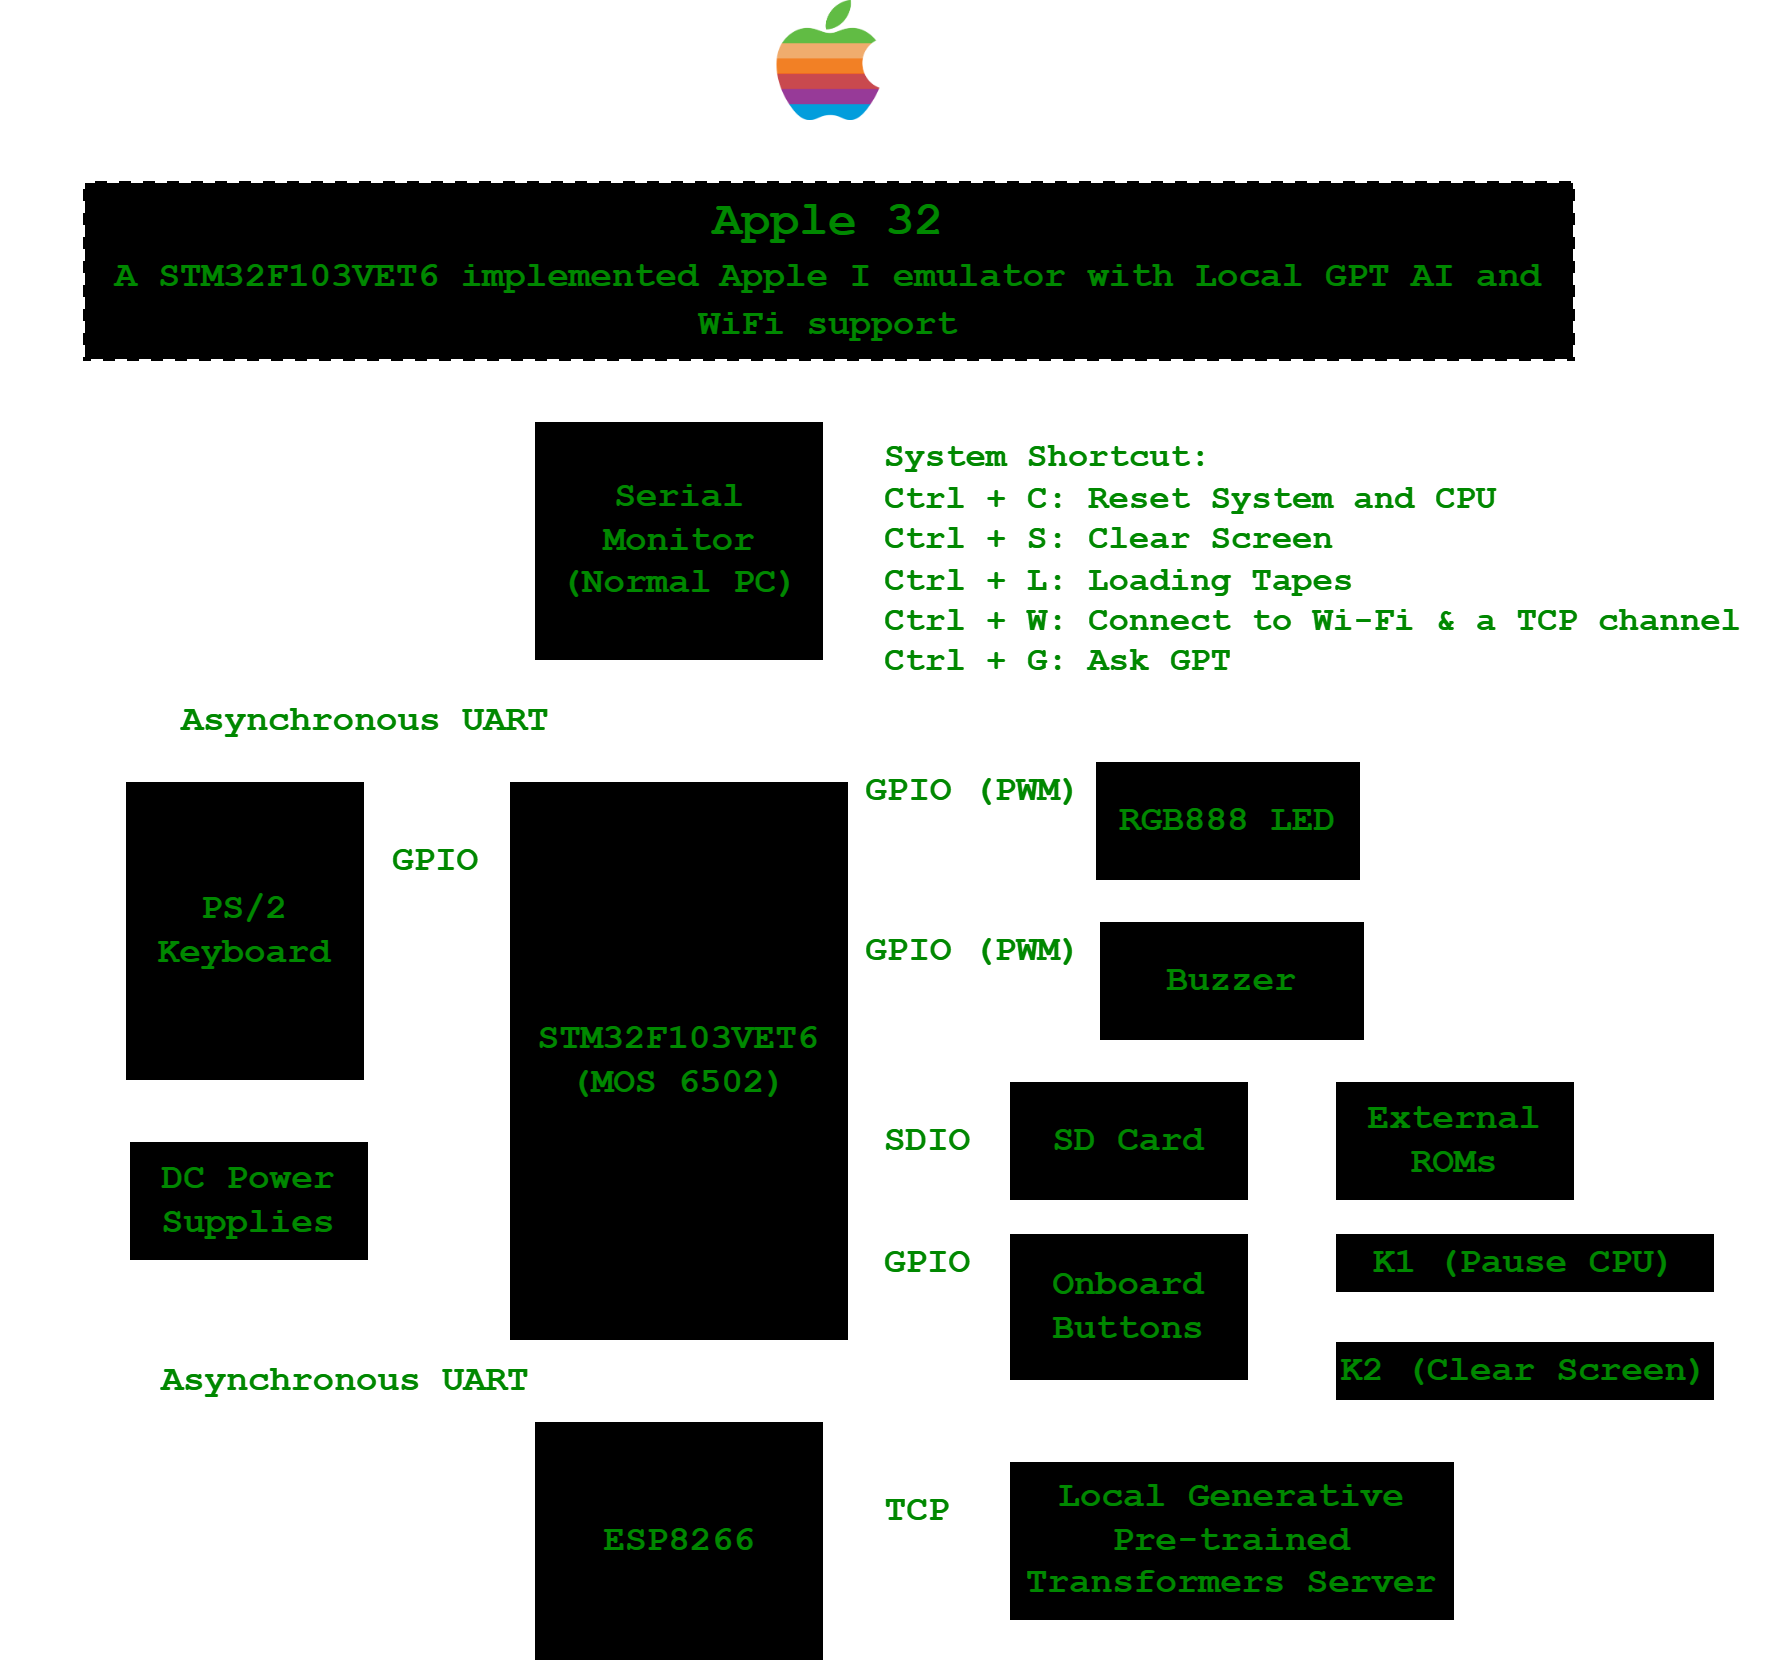 Apple 32
A STM32F103VET6 implemented Apple I emulator with Local GPT AI and
WiFi support
Serial
Monitor
(Normal PC)
System Shortcut:
Ctrl + C: Reset System and CPU
Ctrl + S: Clear Screen
Ctrl + L: Loading Tapes
Ctrl + W: Connect to Wi-Fi & a TCP channel
Ctrl + G: Ask GPT
Asynchronous UART
PS/2
Keyboard
GPIO
STM32F103VET6
(MOS 6502)
GPIO (PWM)
RGB888 LED
GPIO (PWM)
Buzzer
DC Power
Supplies
SDIO
SD Card
External
ROMs
GPIO
Onboard
Buttons
K1 (Pause CPU)
K2 (Clear Screen)
Asynchronous UART
ESP8266
TCP
Local Generative
Pre-trained
Transformers Server